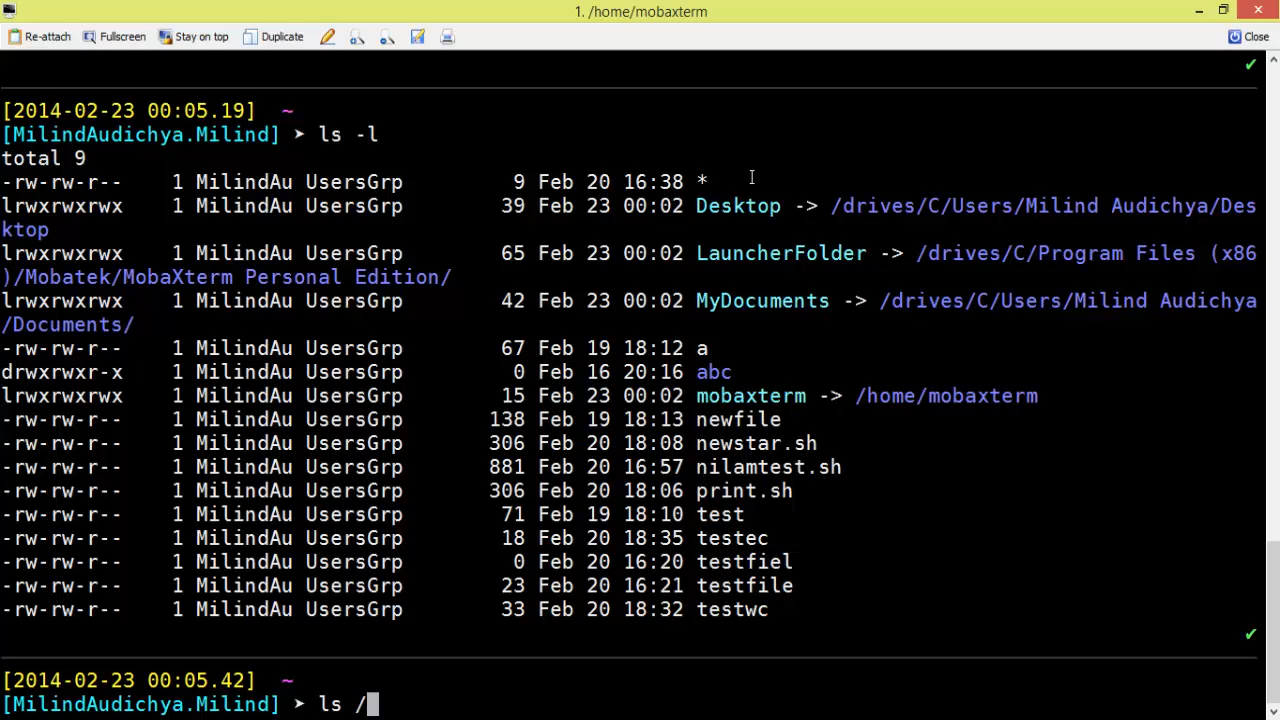 1. /home/mobaxterm
Re-attach Fullscreen Stay on top Duplicate Close
[2014-02-23 00:05.19] ~
[MilindAudichya.Milind] ➤ ls -l
total 9
-rw-rw-r-- 1 MilindAu UsersGrp 9 Feb 20 16:38 *
lrwxrwxrwx 1 MilindAu UsersGrp 39 Feb 23 00:02 Desktop -> /drives/C/Users/Milind Audichya/Des
ktop
lrwxrwxrwx 1 MilindAu UsersGrp 65 Feb 23 00:02 LauncherFolder -> /drives/C/Program Files (x86
)/Mobatek/MobaXterm Personal Edition/
lrwxrwxrwx 1 MilindAu UsersGrp 42 Feb 23 00:02 MyDocuments -> /drives/C/Users/Milind Audichya
/Documents/
-rw-rw-r-- 1 MilindAu UsersGrp 67 Feb 19 18:12 a
drwxrwxr-x 1 MilindAu UsersGrp 0 Feb 16 20:16 abc
lrwxrwxrwx 1 MilindAu UsersGrp 15 Feb 23 00:02 mobaxterm -> /home/mobaxterm
-rw-rw-r-- 1 MilindAu UsersGrp 138 Feb 19 18:13 newfile
-rw-rw-r-- 1 MilindAu UsersGrp 306 Feb 20 18:08 newstar.sh
-rw-rw-r-- 1 MilindAu UsersGrp 881 Feb 20 16:57 nilamtest.sh
-rw-rw-r-- 1 MilindAu UsersGrp 306 Feb 20 18:06 print.sh
-rw-rw-r-- 1 MilindAu UsersGrp 71 Feb 19 18:10 test
-rw-rw-r-- 1 MilindAu UsersGrp 18 Feb 20 18:35 testec
-rw-rw-r-- 1 MilindAu UsersGrp 0 Feb 20 16:20 testfiel
-rw-rw-r-- 1 MilindAu UsersGrp 23 Feb 20 16:21 testfile
-rw-rw-r-- 1 MilindAu UsersGrp 33 Feb 20 18:32 testwc
[2014-02-23 00:05.42] ~
[MilindAudichya.Milind] ➤ ls /